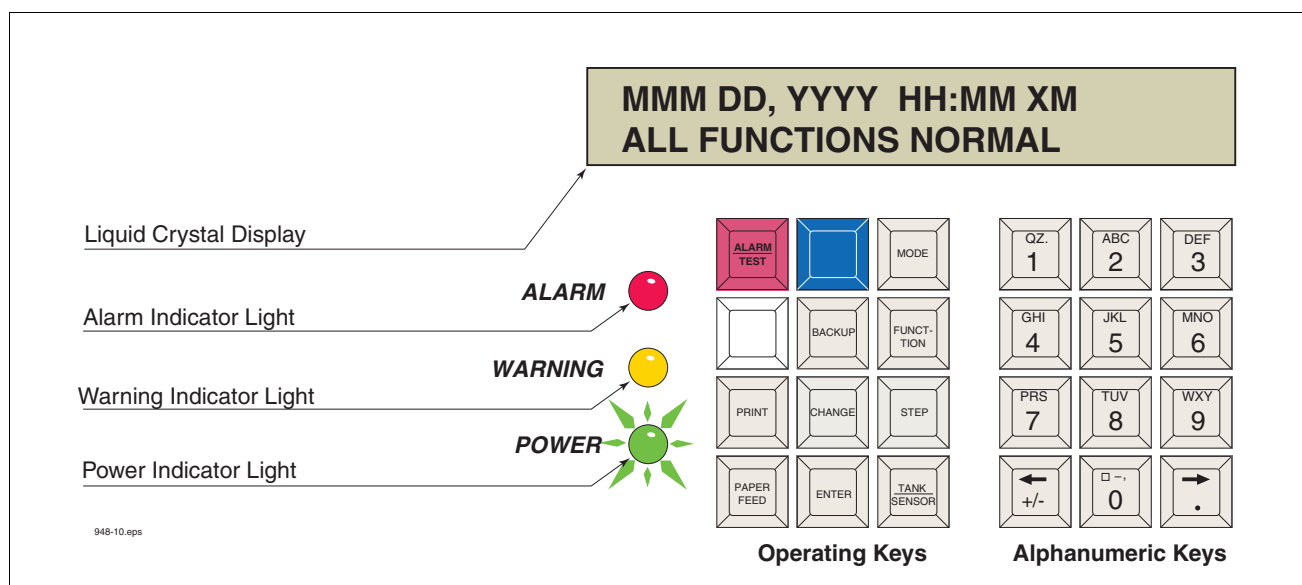 MMM DD, YYYY HH:MM XM
ALL FUNCTIONS NORMAL
Liquid Crystal Display
ALARM
Alarm Indicator Light
WARNING
Warning Indicator Light
POWER
Power Indicator Light
948-10.eps
ALARM
TEST
MODE
BACKUP
FUNCT-
TION
PRINT
CHANGE
STEP
PAPER
FEED
ENTER
TANK
SENSOR
Operating Keys
QZ.
1
ABC
2
DEF
3
GHI
4
JKL
5
MNO
6
PRS
7
TUV
8
WXY
9
←
+/-
□ –,
0
→
.
Alphanumeric Keys